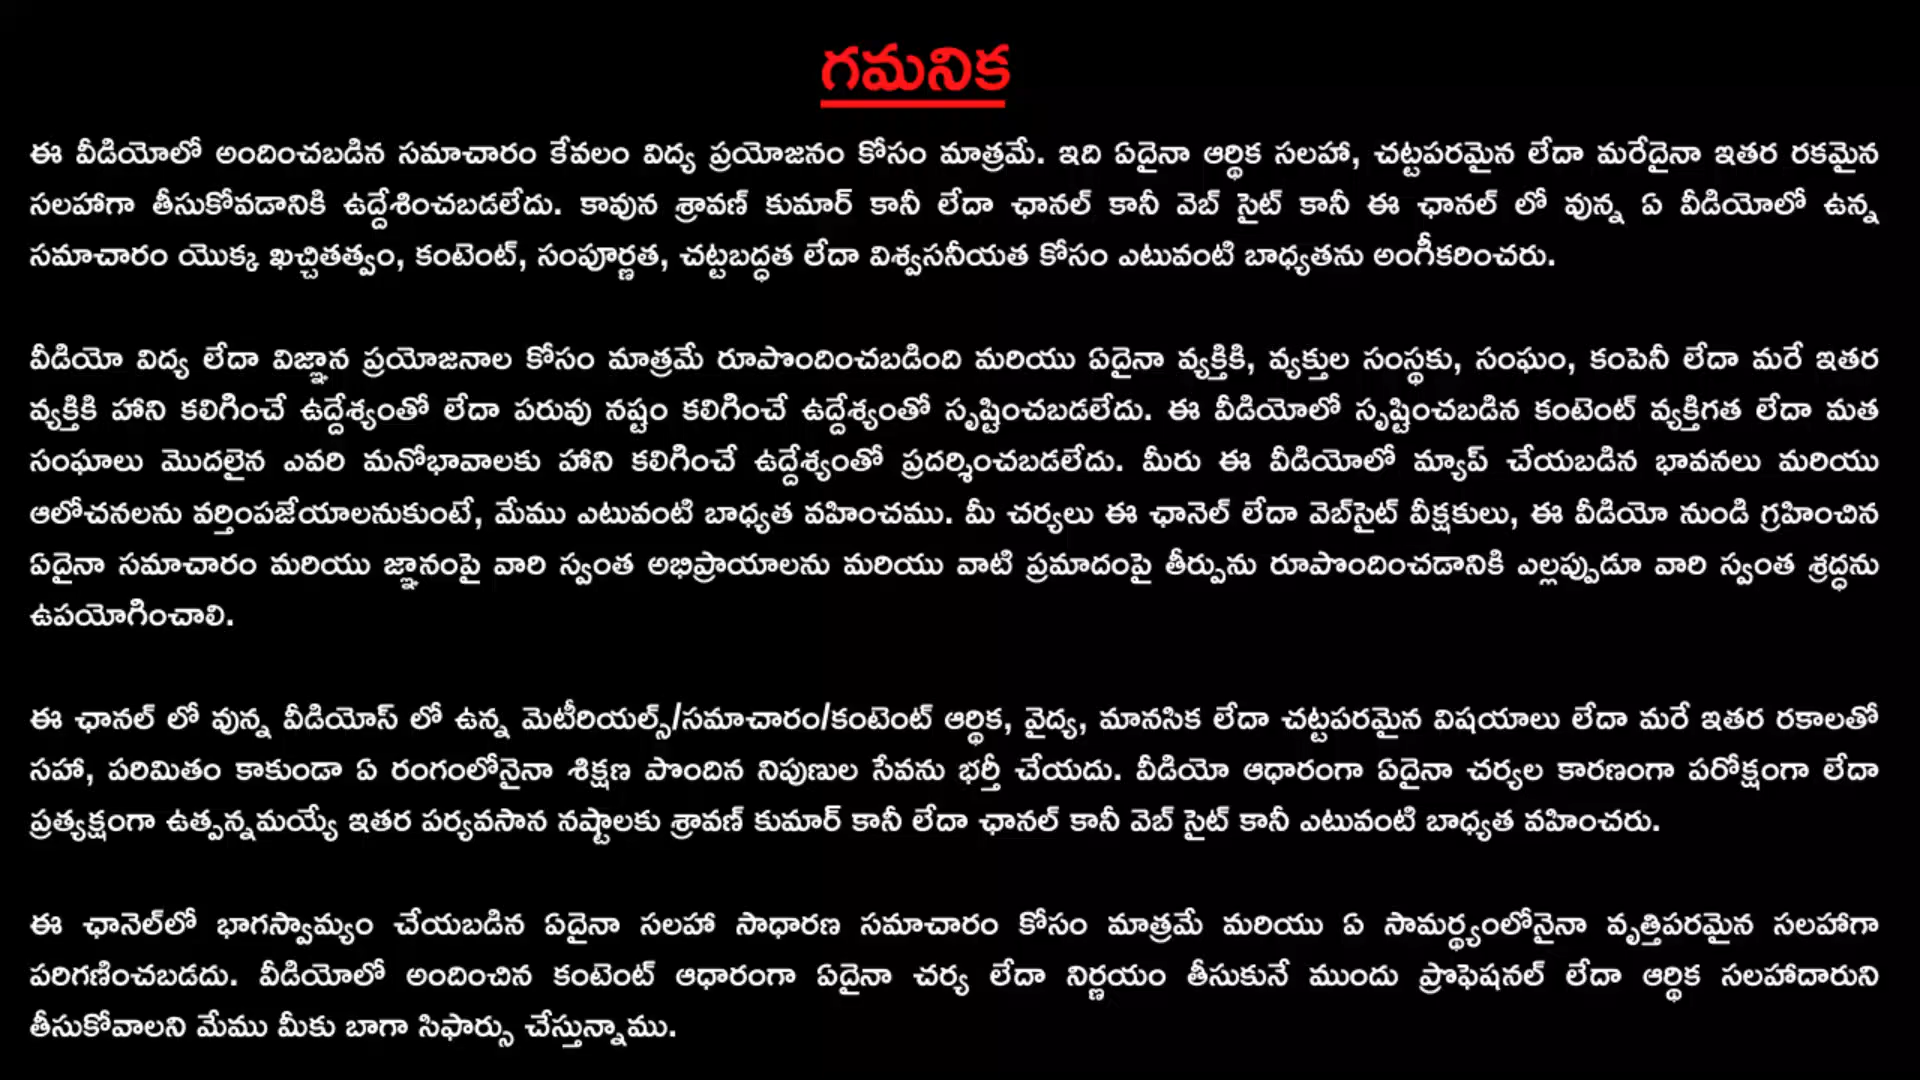 గమనిక
ఈ వీడియోలో అందించబడిన సమాచారం కేవలం విద్య ప్రయోజనం కోసం మాత్రమే. ఇది ఏదైనా ఆర్థిక సలహా, చట్టపరమైన లేదా మరేదైనా ఇతర రకమైన
సలహాగా తీసుకోవడానికి ఉద్దేశించబడలేదు. కావున శ్రావణ్ కుమార్ కానీ లేదా ఛానల్ కానీ వెబ్ సైట్ కానీ ఈ ఛానల్ లో వున్న ఏ వీడియోలో ఉన్న
సమాచారం యొక్క ఖచ్చితత్వం, కంటెంట్, సంపూర్ణత, చట్టబద్ధత లేదా విశ్వసనీయత కోసం ఎటువంటి బాధ్యతను అంగీకరించరు.
వీడియో విద్య లేదా విజ్ఞాన ప్రయోజనాల కోసం మాత్రమే రూపొందించబడింది మరియు ఏదైనా వ్యక్తికి, వ్యక్తుల సంస్థకు, సంఘం, కంపెనీ లేదా మరే ఇతర
వ్యక్తికి హాని కలిగించే ఉద్దేశ్యంతో లేదా పరువు నష్టం కలిగించే ఉద్దేశ్యంతో సృష్టించబడలేదు. ఈ వీడియోలో సృష్టించబడిన కంటెంట్ వ్యక్తిగత లేదా మత
సంఘాలు మొదలైన ఎవరి మనోభావాలకు హాని కలిగించే ఉద్దేశ్యంతో ప్రదర్శించబడలేదు. మీరు ఈ వీడియోలో మ్యాప్ చేయబడిన భావనలు మరియు
ఆలోచనలను వర్తింపజేయాలనుకుంటే, మేము ఎటువంటి బాధ్యత వహించము. మీ చర్యలు ఈ ఛానెల్ లేదా వెబ్‌సైట్ వీక్షకులు, ఈ వీడియో నుండి గ్రహించిన
ఏదైనా సమాచారం మరియు జ్ఞానంపై వారి స్వంత అభిప్రాయాలను మరియు వాటి ప్రమాదంపై తీర్పును రూపొందించడానికి ఎల్లప్పుడూ వారి స్వంత శ్రద్ధను
ఉపయోగించాలి.
ఈ ఛానల్ లో వున్న వీడియోస్ లో ఉన్న మెటీరియల్స్/సమాచారం/కంటెంట్ ఆర్థిక, వైద్య, మానసిక లేదా చట్టపరమైన విషయాలు లేదా మరే ఇతర రకాలతో
సహా, పరిమితం కాకుండా ఏ రంగంలోనైనా శిక్షణ పొందిన నిపుణుల సేవను భర్తీ చేయదు. వీడియో ఆధారంగా ఏదైనా చర్యల కారణంగా పరోక్షంగా లేదా
ప్రత్యక్షంగా ఉత్పన్నమయ్యే ఇతర పర్యవసాన నష్టాలకు శ్రావణ్ కుమార్ కానీ లేదా ఛానల్ కానీ వెబ్ సైట్ కానీ ఎటువంటి బాధ్యత వహించరు.
ఈ ఛానెల్‌లో భాగస్వామ్యం చేయబడిన ఏదైనా సలహా సాధారణ సమాచారం కోసం మాత్రమే మరియు ఏ సామర్థ్యంలోనైనా వృత్తిపరమైన సలహాగా
పరిగణించబడదు. వీడియోలో అందించిన కంటెంట్ ఆధారంగా ఏదైనా చర్య లేదా నిర్ణయం తీసుకునే ముందు ప్రొఫెషనల్ లేదా ఆర్థిక సలహాదారుని
తీసుకోవాలని మేము మీకు బాగా సిఫార్సు చేస్తున్నాము.